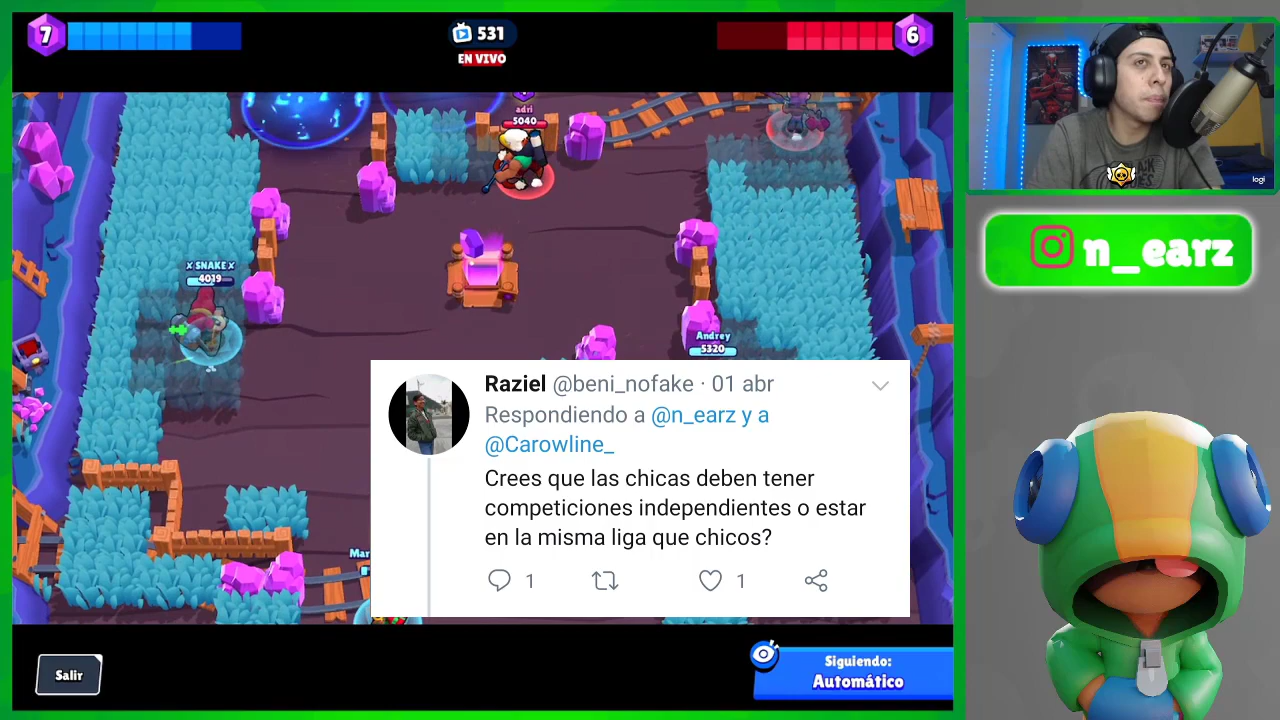 7
531
EN VIVO
6
adri
5040
X SNAKE X
4019
Andrey
5320
logi
n_earz
Raziel @beni_nofake · 01 abr
Respondiendo a @n_earz y a
@Carowline_
Crees que las chicas deben tener
competiciones independientes o estar
en la misma liga que chicos?
1
1
Mar
Salir
Siguiendo:
Automático